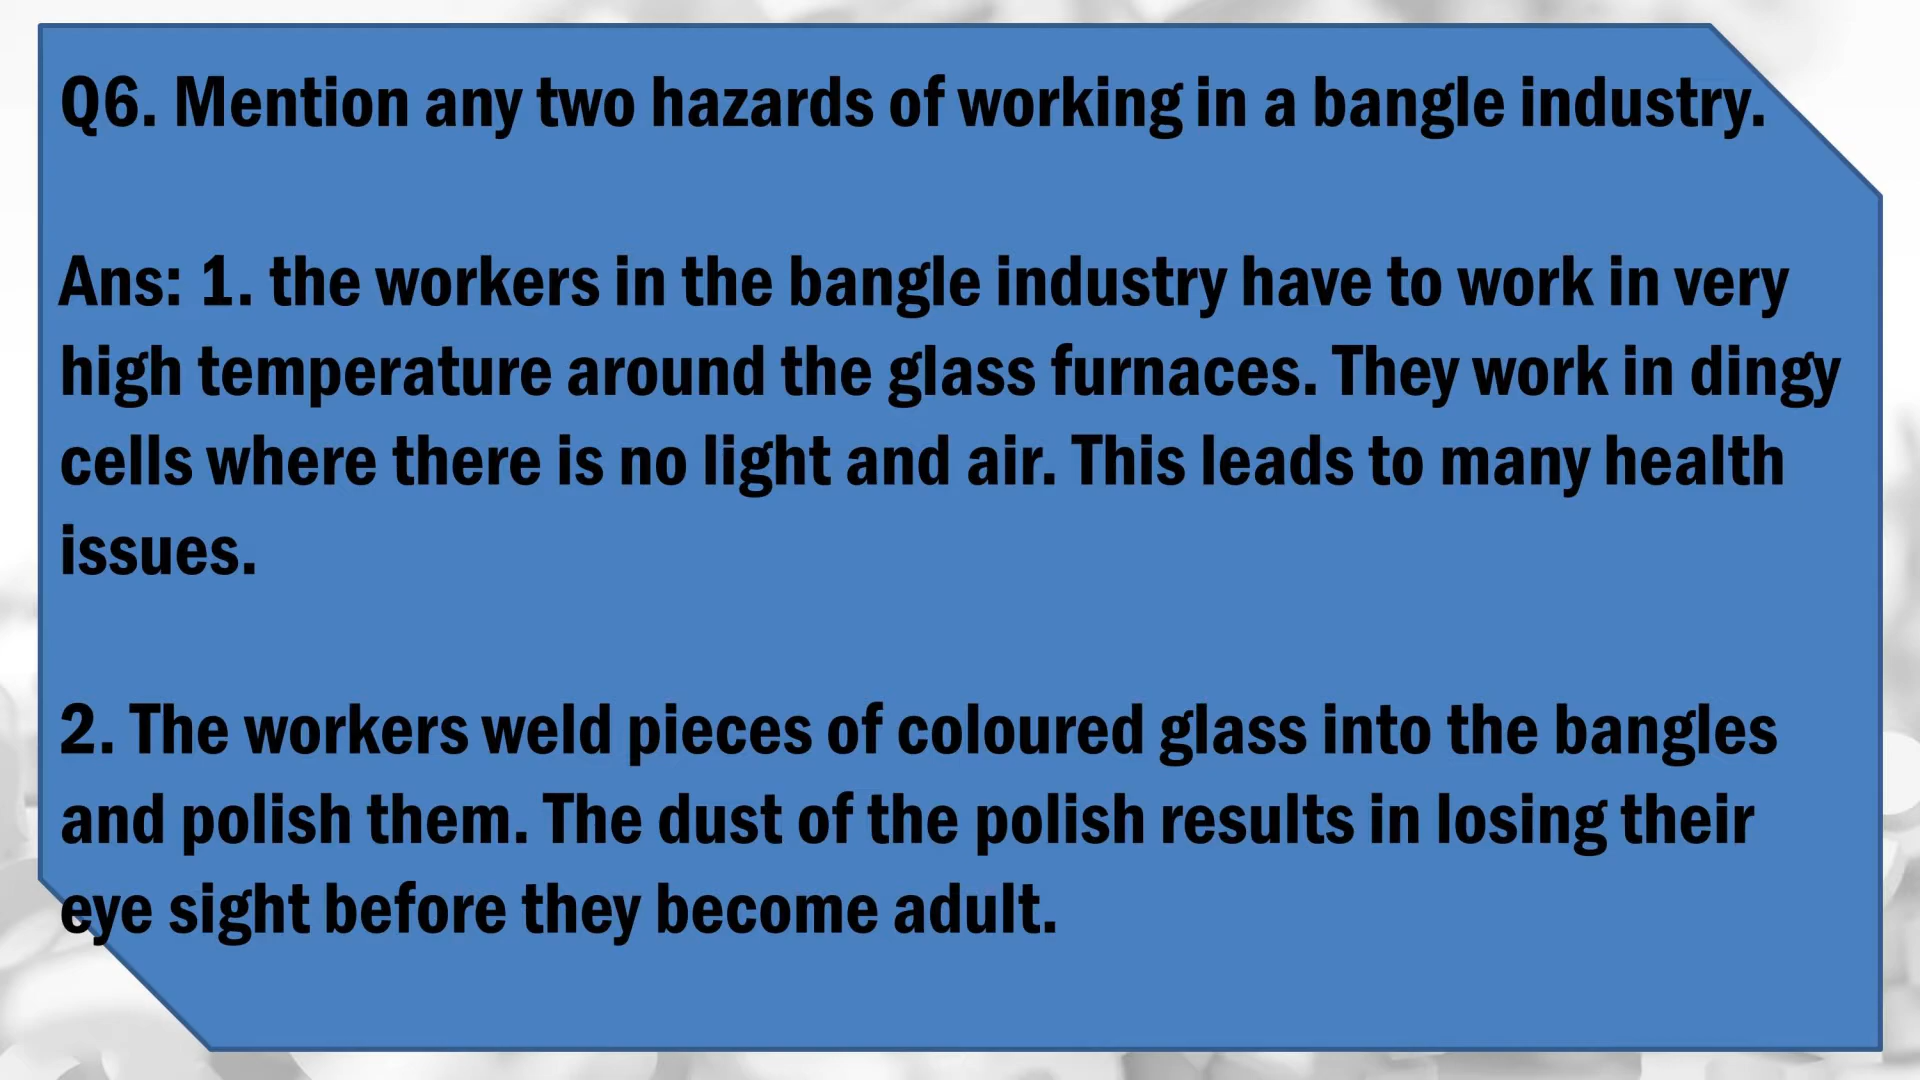 Q6. Mention any two hazards of working in a bangle industry.
Ans: 1. the workers in the bangle industry have to work in very
high temperature around the glass furnaces. They work in dingy
cells where there is no light and air. This leads to many health
issues.
2. The workers weld pieces of coloured glass into the bangles
and polish them. The dust of the polish results in losing their
eye sight before they become adult.